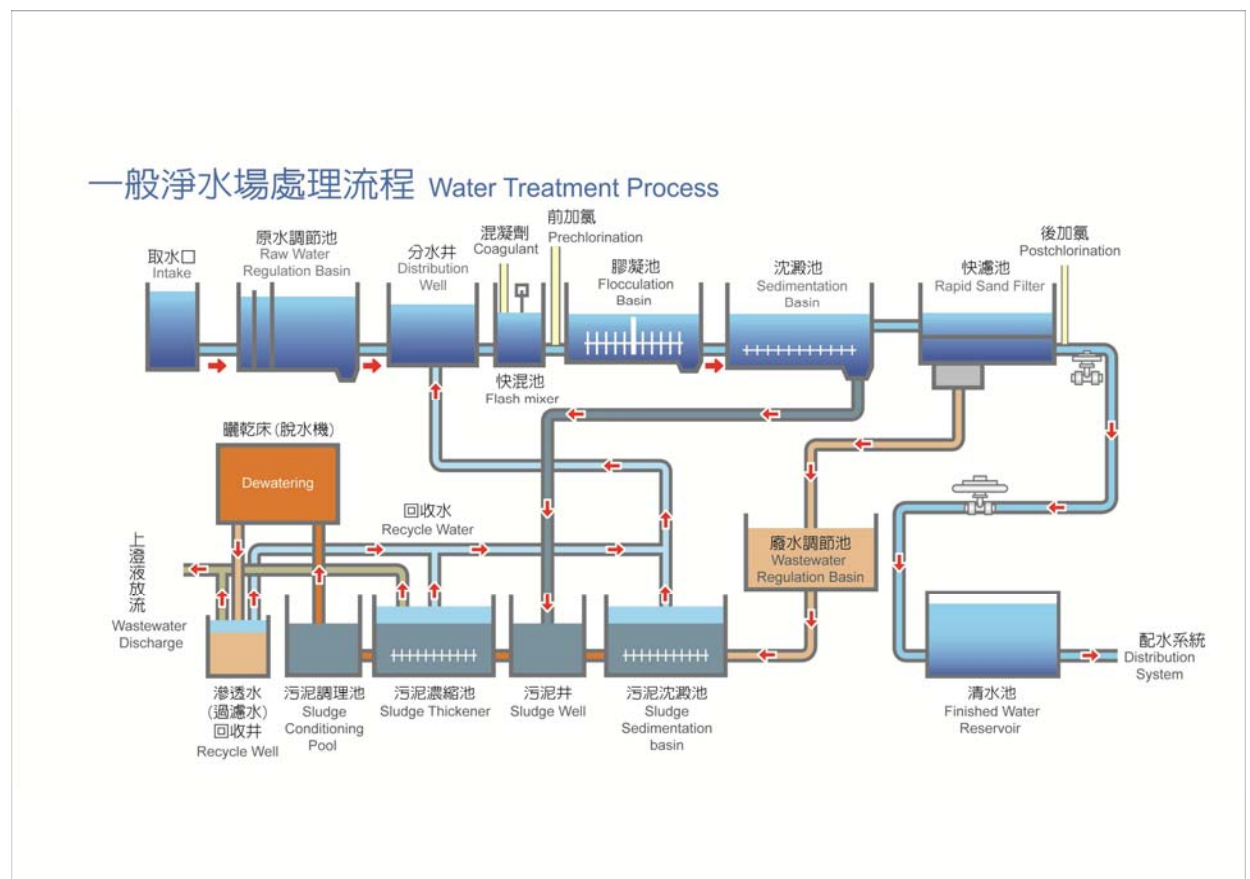 一般淨水場處理流程 Water Treatment Process
取水口
Intake
原水調節池
Raw Water
Regulation Basin
分水井
Distribution
Well
混凝劑
Coagulant
前加氯
Prechlorination
膠凝池
Flocculation
Basin
沈澱池
Sedimentation
Basin
快濾池
Rapid Sand Filter
後加氯
Postchlorination
快混池
Flash mixer
曬乾床(脫水機)
Dewatering
回收水
Recycle Water
廢水調節池
Wastewater
Regulation Basin
上澄液放流
Wastewater
Discharge
滲透水
(過濾水)
回收井
Recycle Well
污泥調理池
Sludge
Conditioning
Pool
污泥濃縮池
Sludge Thickener
污泥井
Sludge Well
污泥沈澱池
Sludge
Sedimentation
basin
清水池
Finished Water
Reservoir
配水系統
Distribution
System